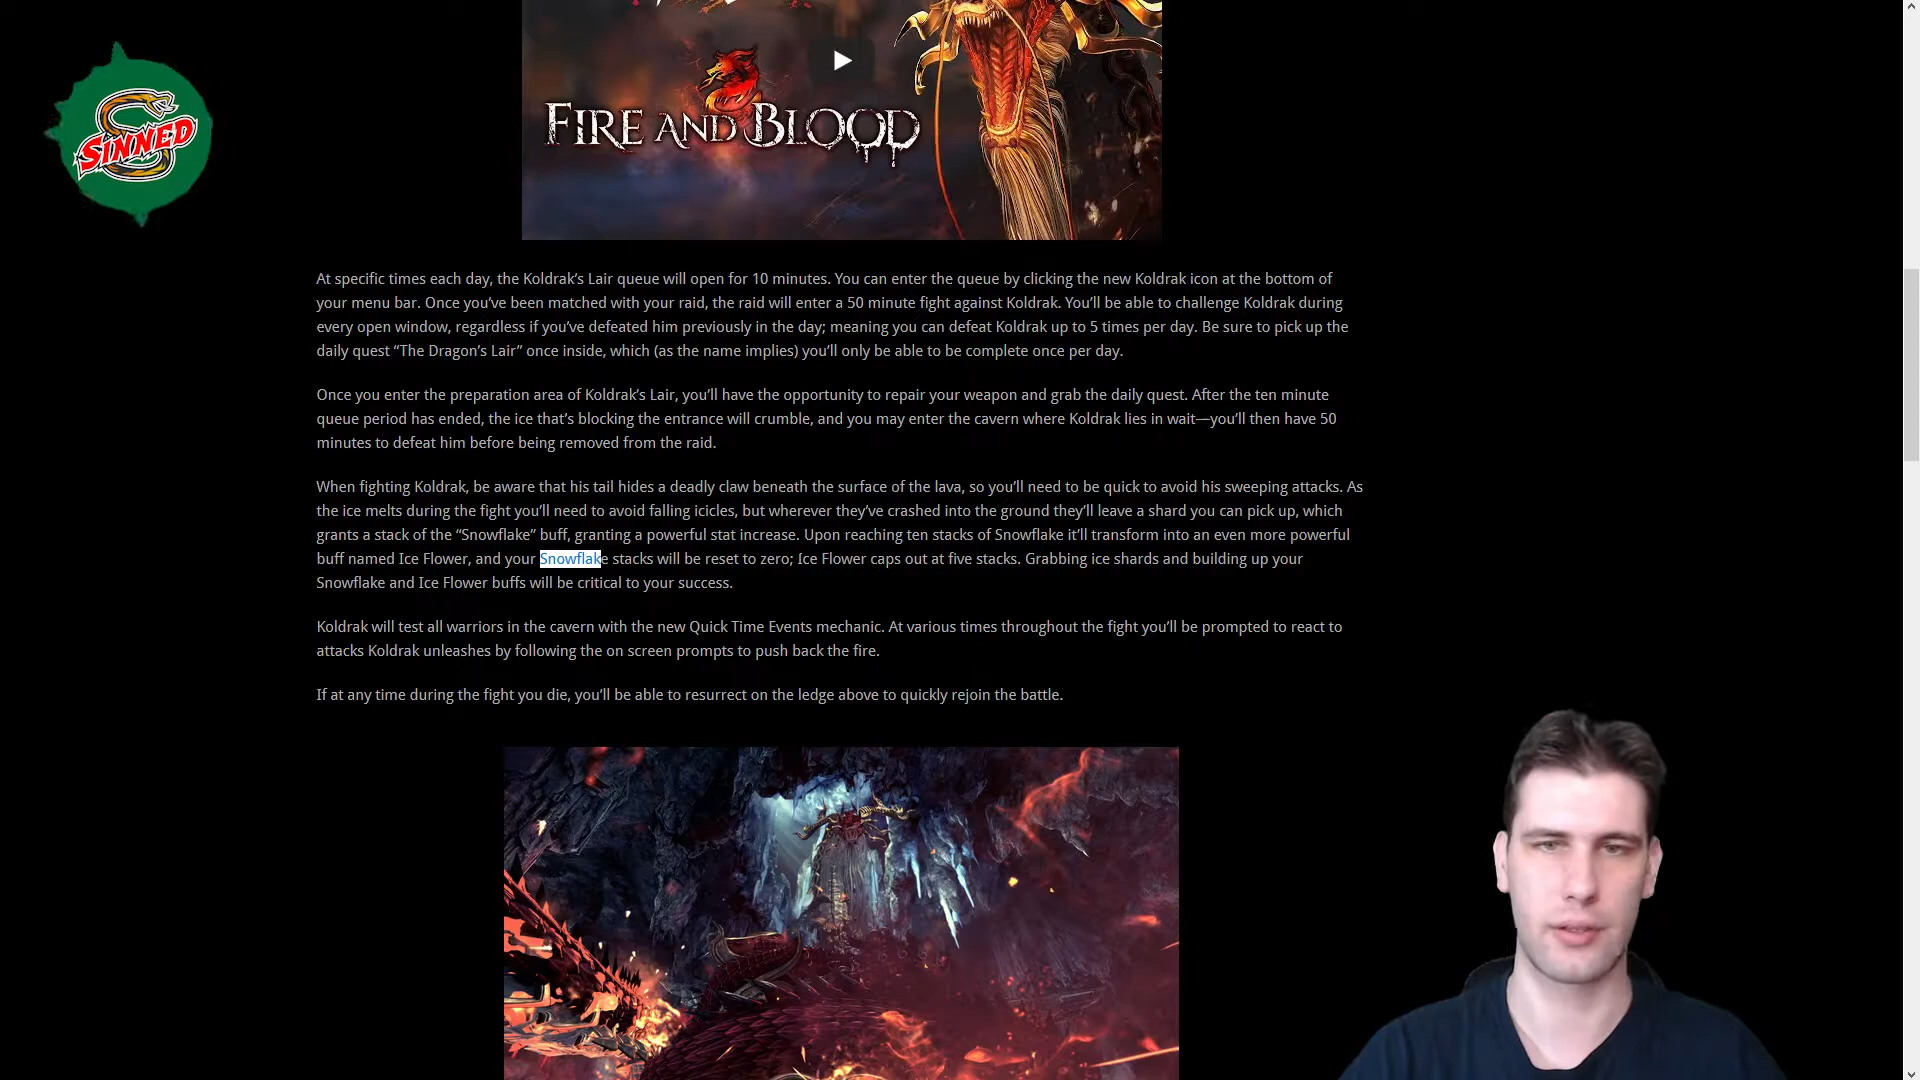 SINNED
FIRE AND BLOOD
At specific times each day, the Koldrak’s Lair queue will open for 10 minutes. You can enter the queue by clicking the new Koldrak icon at the bottom of
your menu bar. Once you’ve been matched with your raid, the raid will enter a 50 minute fight against Koldrak. You’ll be able to challenge Koldrak during
every open window, regardless if you’ve defeated him previously in the day; meaning you can defeat Koldrak up to 5 times per day. Be sure to pick up the
daily quest “The Dragon’s Lair” once inside, which (as the name implies) you’ll only be able to be complete once per day.
Once you enter the preparation area of Koldrak’s Lair, you’ll have the opportunity to repair your weapon and grab the daily quest. After the ten minute
queue period has ended, the ice that’s blocking the entrance will crumble, and you may enter the cavern where Koldrak lies in wait—you’ll then have 50
minutes to defeat him before being removed from the raid.
When fighting Koldrak, be aware that his tail hides a deadly claw beneath the surface of the lava, so you’ll need to be quick to avoid his sweeping attacks. As
the ice melts during the fight you’ll need to avoid falling icicles, but wherever they’ve crashed into the ground they’ll leave a shard you can pick up, which
grants a stack of the “Snowflake” buff, granting a powerful stat increase. Upon reaching ten stacks of Snowflake it’ll transform into an even more powerful
buff named Ice Flower, and your Snowflake stacks will be reset to zero; Ice Flower caps out at five stacks. Grabbing ice shards and building up your
Snowflake and Ice Flower buffs will be critical to your success.
Koldrak will test all warriors in the cavern with the new Quick Time Events mechanic. At various times throughout the fight you’ll be prompted to react to
attacks Koldrak unleashes by following the on screen prompts to push back the fire.
If at any time during the fight you die, you’ll be able to resurrect on the ledge above to quickly rejoin the battle.